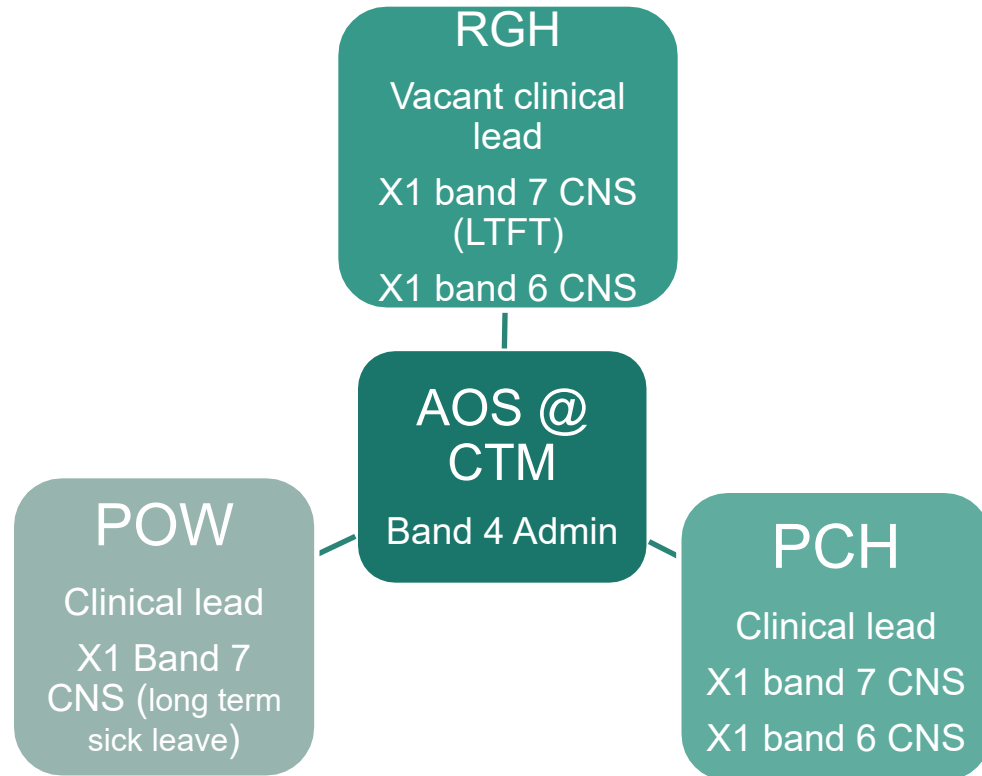 RGH
Vacant clinical
lead
X1 band 7 CNS
(LTFT)
X1 band 6 CNS
AOS @
CTM
Band 4 Admin
POW
Clinical lead
X1 Band 7
CNS (long term
sick leave)
PCH
Clinical lead
X1 band 7 CNS
X1 band 6 CNS